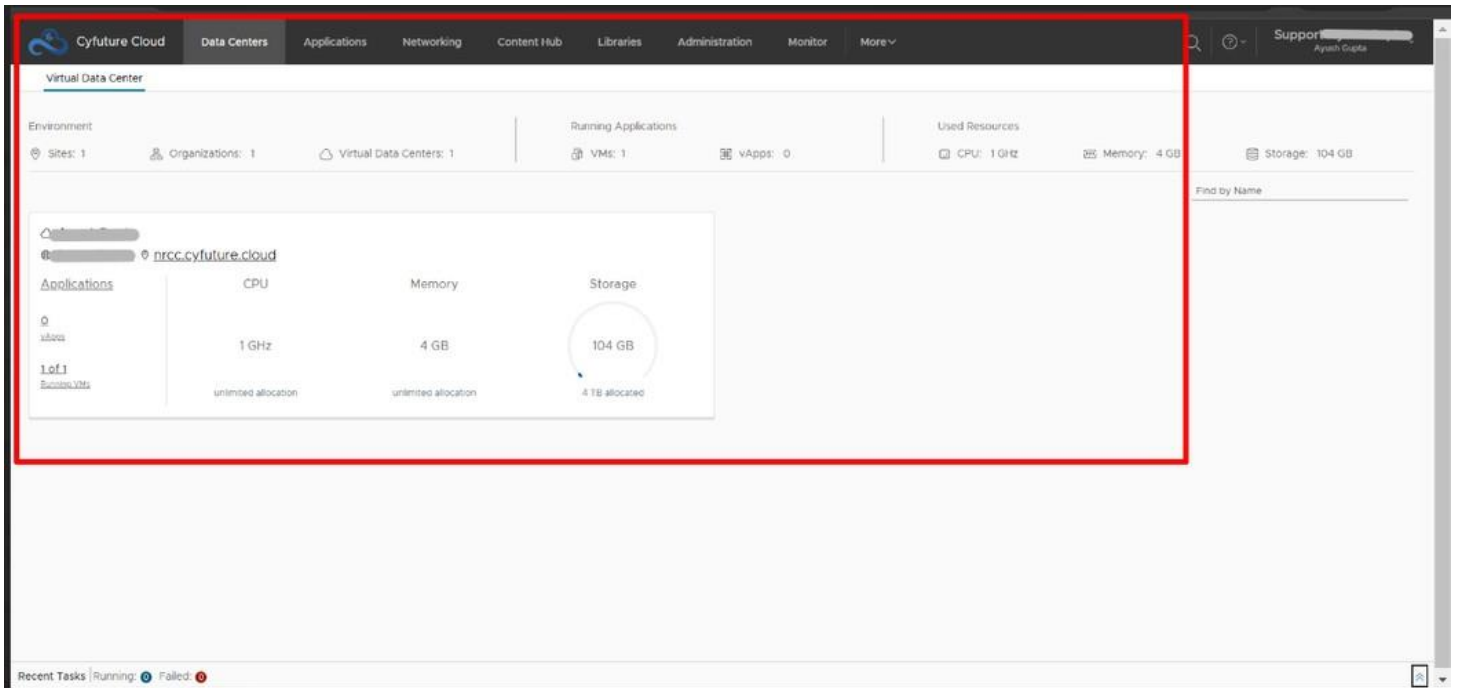 Cyfuture Cloud Data Centers Applications Networking Content Hub Libraries Administration Monitor More
Support
Ayush Gupta
Virtual Data Center
Environment Running Applications Used Resources
Sites: 1 Organizations: 1 Virtual Data Centers: 1 VMs: 1 vApps: 0 CPU: 1 GHz Memory: 4 GB Storage: 104 GB
Find by Name
nrcc.cyfuture.cloud
Applications CPU Memory Storage
0
vApps
1 GHz 4 GB 104 GB
1 of 1
Running VMs
unlimited allocation unlimited allocation 4 TB allocated
Recent Tasks Running: 0 Failed: 0